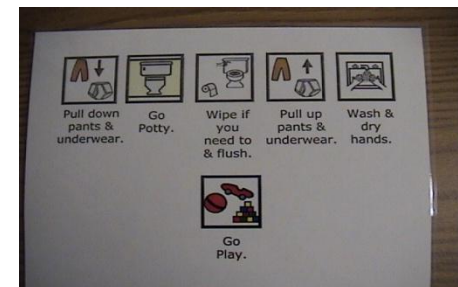 Pull down
pants &
underwear.
Go
Potty.
Wipe if
you
need to
& flush.
Pull up
pants &
underwear.
Wash &
dry
hands.
Go
Play.